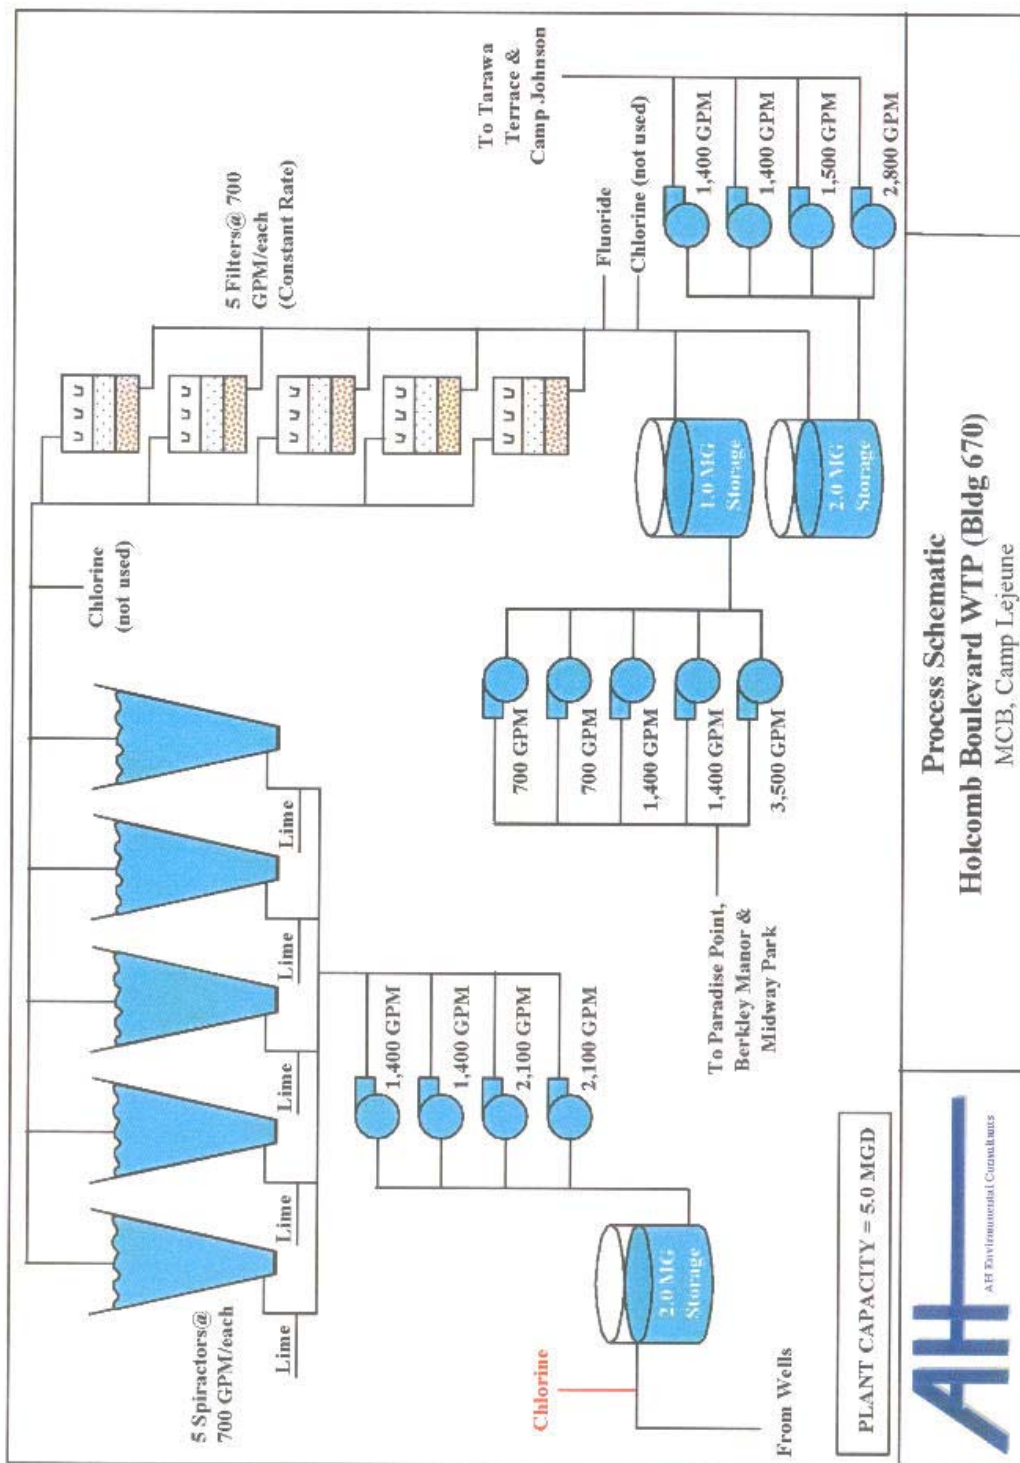 5 Spiractors@
700 GPM/each
Lime
Lime
Lime
Lime
Lime
Chlorine
(not used)
5 Filters@ 700
GPM/each
(Constant Rate)
Chlorine
From Wells
2.0 MG
Storage
1,400 GPM
1,400 GPM
2,100 GPM
2,100 GPM
To Paradise Point,
Berkley Manor &
Midway Park
700 GPM
700 GPM
1,400 GPM
1,400 GPM
3,500 GPM
1.0 MG
Storage
2.0 MG
Storage
Fluoride
Chlorine (not used)
To Tarawa
Terrace &
Camp Johnson
1,400 GPM
1,400 GPM
1,500 GPM
2,800 GPM
PLANT CAPACITY = 5.0 MGD
AH
AH Environmental Consultants
Process Schematic
Holcomb Boulevard WTP (Bldg 670)
MCB, Camp Lejeune